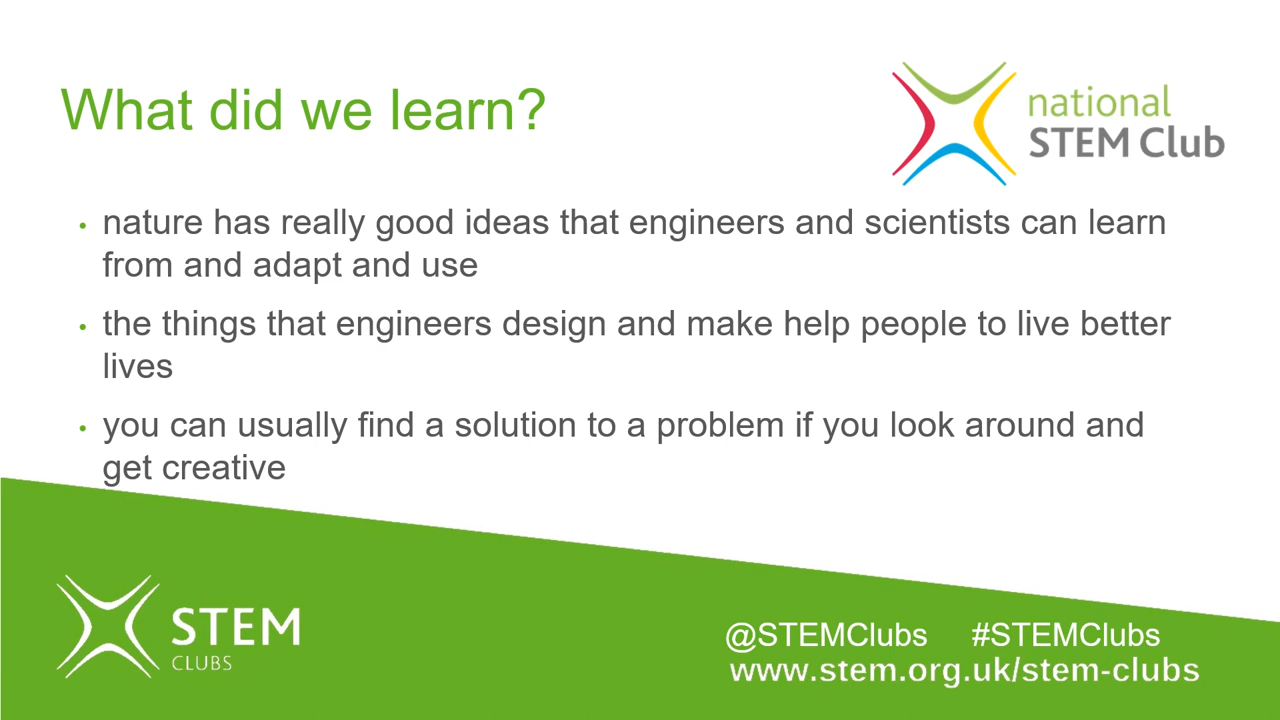 What did we learn?
national
STEM Club
• nature has really good ideas that engineers and scientists can learn
from and adapt and use
• the things that engineers design and make help people to live better
lives
• you can usually find a solution to a problem if you look around and
get creative
STEM
CLUBS
@STEMClubs #STEMClubs
www.stem.org.uk/stem-clubs